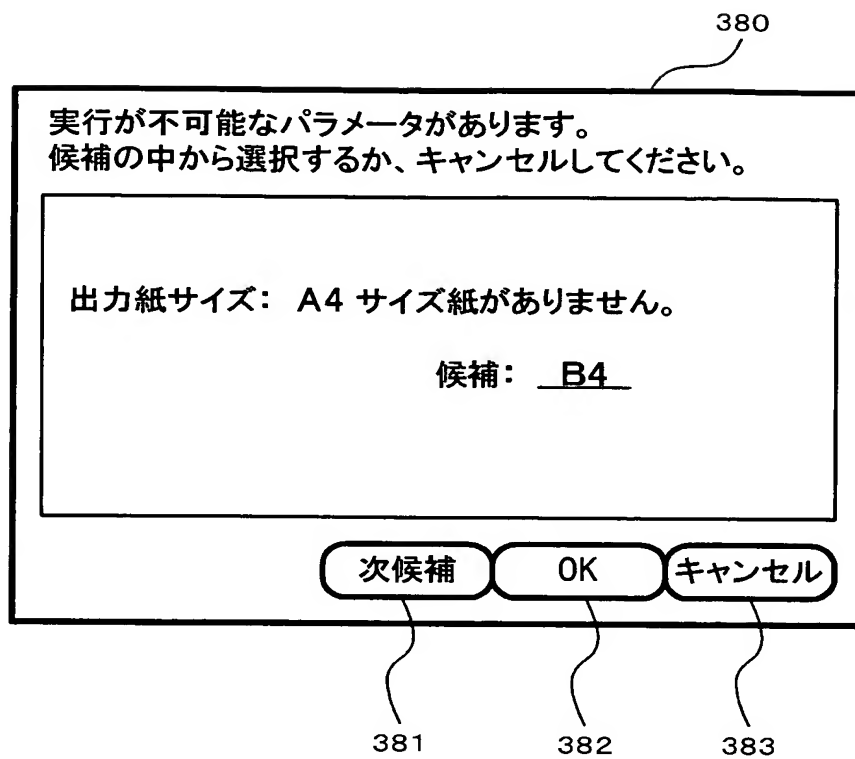 380
実行が不可能なパラメータがあります。
候補の中から選択するか、キャンセルしてください。
出力紙サイズ： A4 サイズ紙がありません。
候補： B4
次候補 OK キャンセル
381 382 383